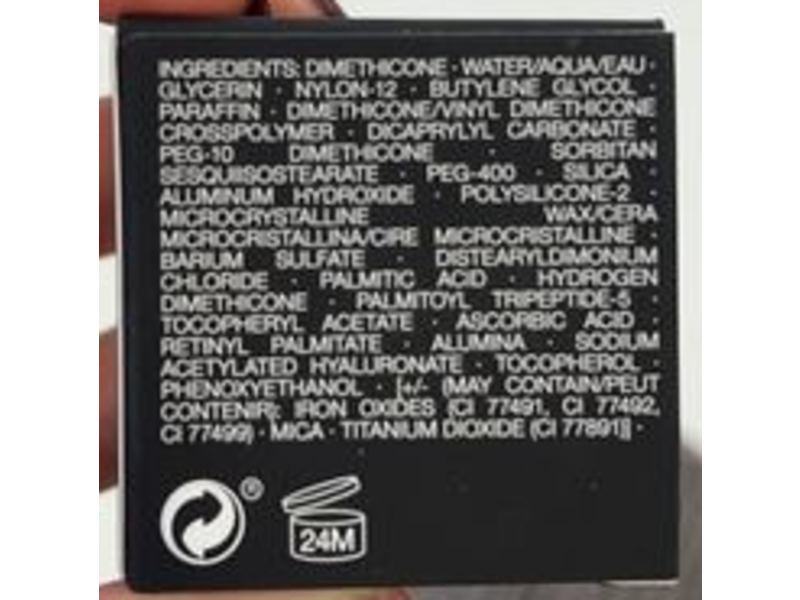 INGREDIENTS: DIMETHICONE · WATER/AQUA/EAU ·
GLYCERIN · NYLON-12 · BUTYLENE GLYCOL ·
PARAFFIN · DIMETHICONE/VINYL DIMETHICONE
CROSSPOLYMER · DICAPRYLYL CARBONATE ·
PEG-10 DIMETHICONE · SORBITAN
SESQUIISOSTEARATE · PEG-400 · SILICA ·
ALUMINUM HYDROXIDE · POLYSILICONE-2 ·
MICROCRYSTALLINE WAX/CERA
MICROCRISTALLINA/CIRE MICROCRISTALLINE ·
BARIUM SULFATE · DISTEARYLDIMONIUM
CHLORIDE · PALMITIC ACID · HYDROGEN
DIMETHICONE · PALMITOYL TRIPEPTIDE-5 ·
TOCOPHERYL ACETATE · ASCORBIC ACID ·
RETINYL PALMITATE · ALUMINA · SODIUM
ACETYLATED HYALURONATE · TOCOPHEROL ·
PHENOXYETHANOL · [+/- (MAY CONTAIN/PEUT
CONTENIR): IRON OXIDES (CI 77491, CI 77492,
CI 77499) · MICA · TITANIUM DIOXIDE (CI 77891)] ·
®
24M